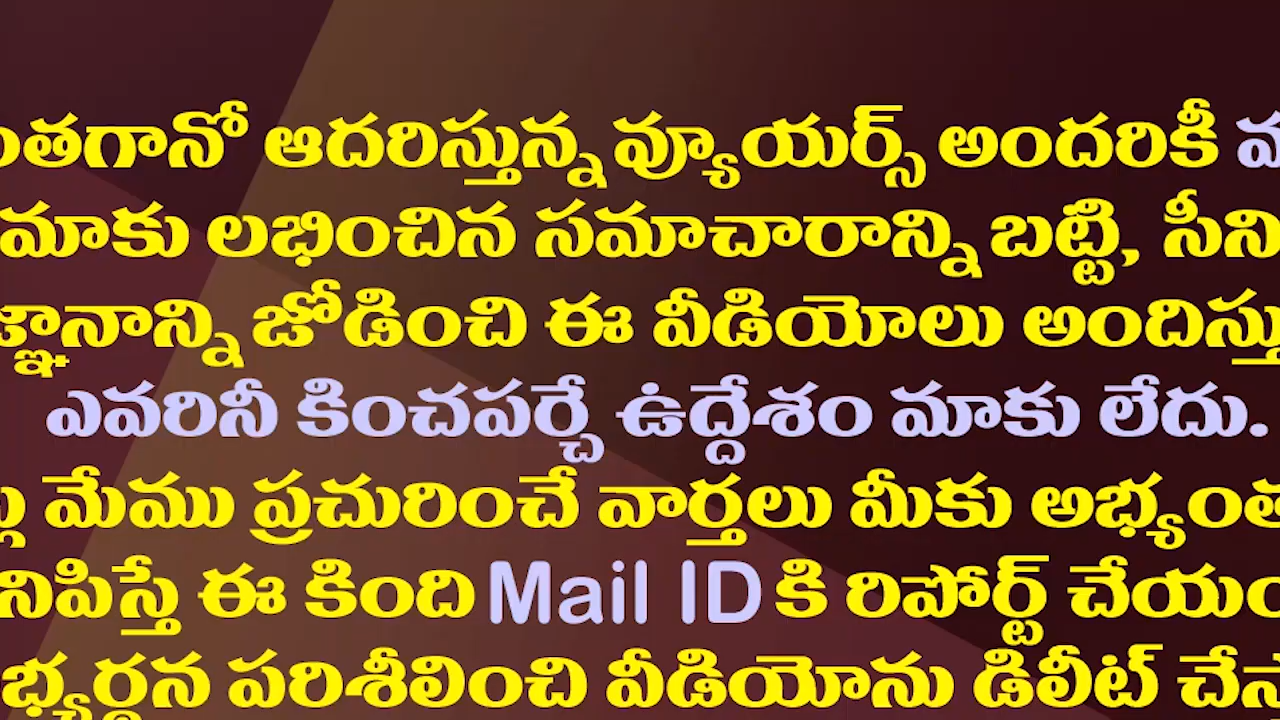 ఆదరిస్తున్న వ్యూయర్స్ అందరికీ
మాకు లభించిన సమాచారాన్ని బట్టి,
జోడించి ఈ వీడియోలు
ఎవరినీ కించపర్చే ఉద్దేశం మాకు లేదు.
మేము ప్రచురించే వార్తలు మీకు
ఈ కింది Mail ID కి రిపోర్ట్
పరిశీలించి వీడియోను డిలీట్